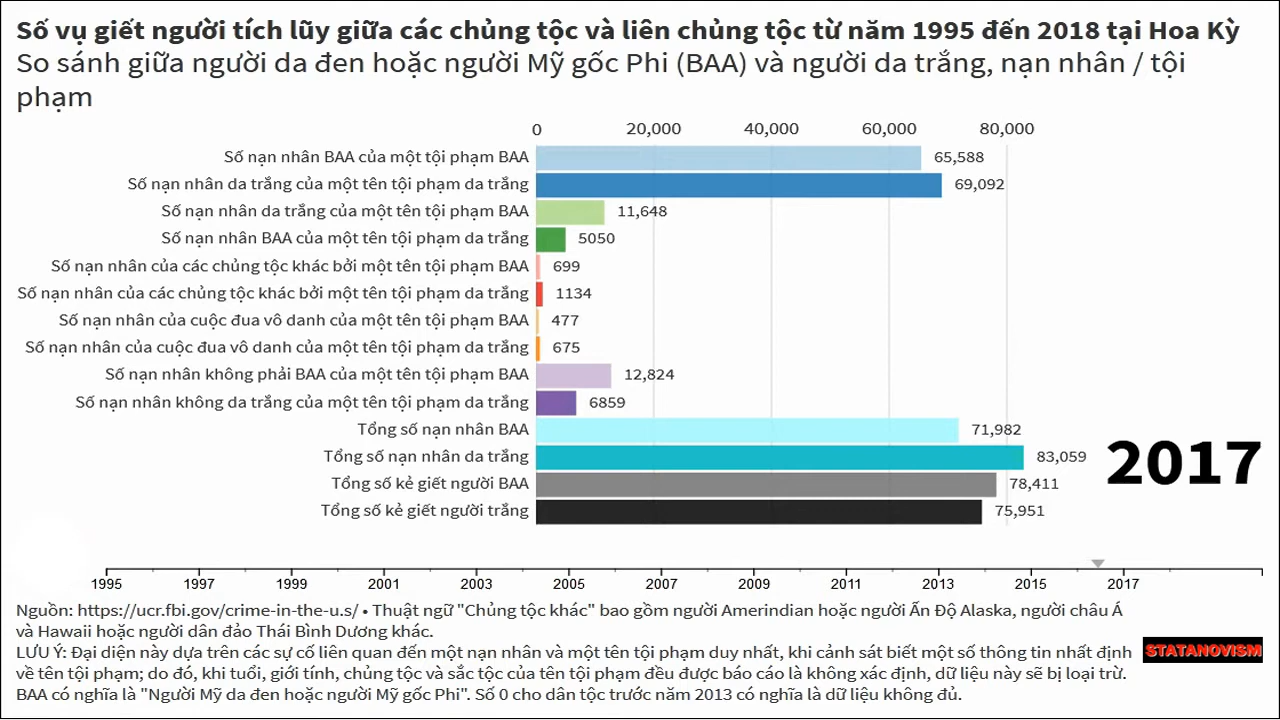 Số vụ giết người tích lũy giữa các chủng tộc và liên chủng tộc từ năm 1995 đến 2018 tại Hoa Kỳ
So sánh giữa người da đen hoặc người Mỹ gốc Phi (BAA) và người da trắng, nạn nhân / tội
phạm
0 20,000 40,000 60,000 80,000
Số nạn nhân BAA của một tội phạm BAA 65,588
Số nạn nhân da trắng của một tên tội phạm da trắng 69,092
Số nạn nhân da trắng của một tên tội phạm BAA 11,648
Số nạn nhân BAA của một tên tội phạm da trắng 5050
Số nạn nhân của các chủng tộc khác bởi một tên tội phạm BAA 699
Số nạn nhân của các chủng tộc khác bởi một tên tội phạm da trắng 1134
Số nạn nhân của cuộc đua vô danh của một tên tội phạm BAA 477
Số nạn nhân của cuộc đua vô danh của một tên tội phạm da trắng 675
Số nạn nhân không phải BAA của một tên tội phạm BAA 12,824
Số nạn nhân không da trắng của một tên tội phạm da trắng 6859
Tổng số nạn nhân BAA 71,982
Tổng số nạn nhân da trắng 83,059
Tổng số kẻ giết người BAA 78,411
Tổng số kẻ giết người trắng 75,951
2017
1995 1997 1999 2001 2003 2005 2007 2009 2011 2013 2015 2017
Nguồn: https://ucr.fbi.gov/crime-in-the-u.s/ • Thuật ngữ "Chủng tộc khác" bao gồm người Amerindian hoặc người Ấn Độ Alaska, người châu Á
và Hawaii hoặc người dân đảo Thái Bình Dương khác.
LƯU Ý: Đại diện này dựa trên các sự cố liên quan đến một nạn nhân và một tên tội phạm duy nhất, khi cảnh sát biết một số thông tin nhất định
về tên tội phạm; do đó, khi tuổi, giới tính, chủng tộc và sắc tộc của tên tội phạm đều được báo cáo là không xác định, dữ liệu này sẽ bị loại trừ.
BAA có nghĩa là "Người Mỹ da đen hoặc người Mỹ gốc Phi". Số 0 cho dân tộc trước năm 2013 có nghĩa là dữ liệu không đủ.
STATANOVISM